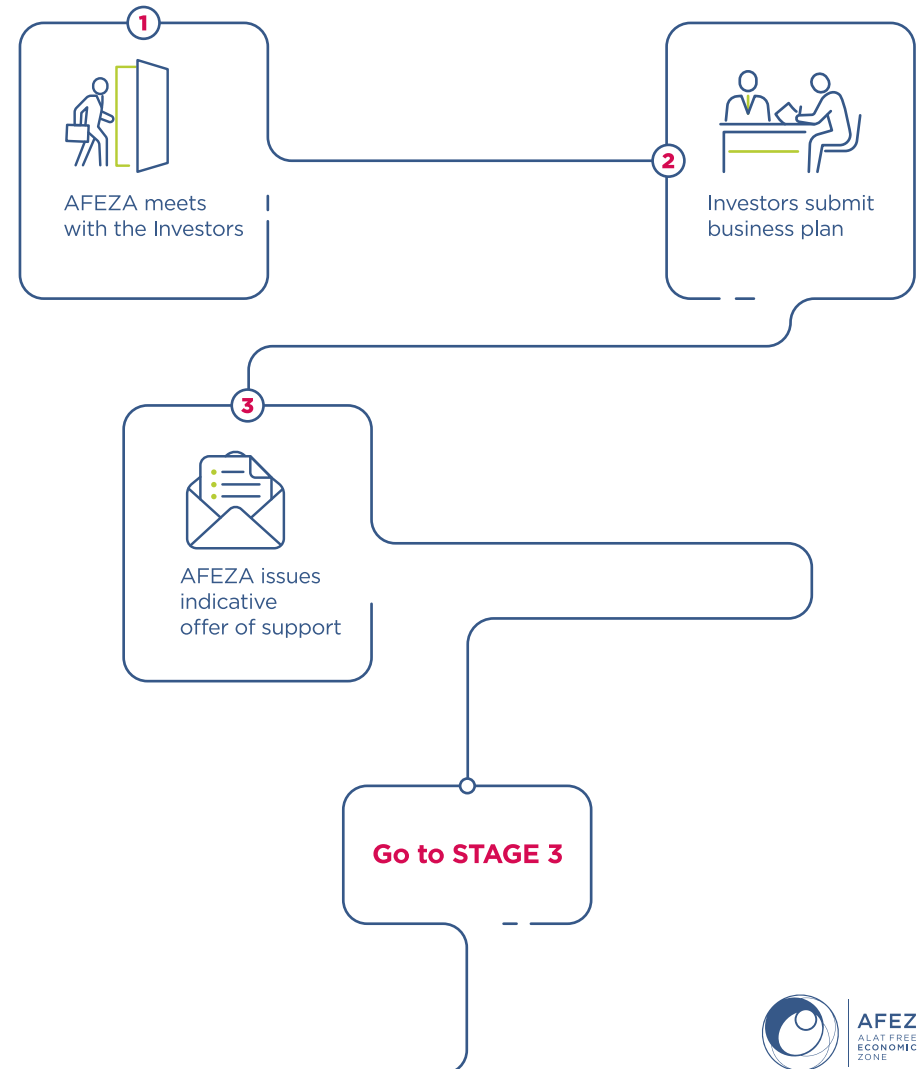 1
AFEZA meets
with the Investors
2
Investors submit
business plan
3
AFEZA issues
indicative
offer of support
Go to STAGE 3
AFEZ
ALAT FREE
ECONOMIC
ZONE